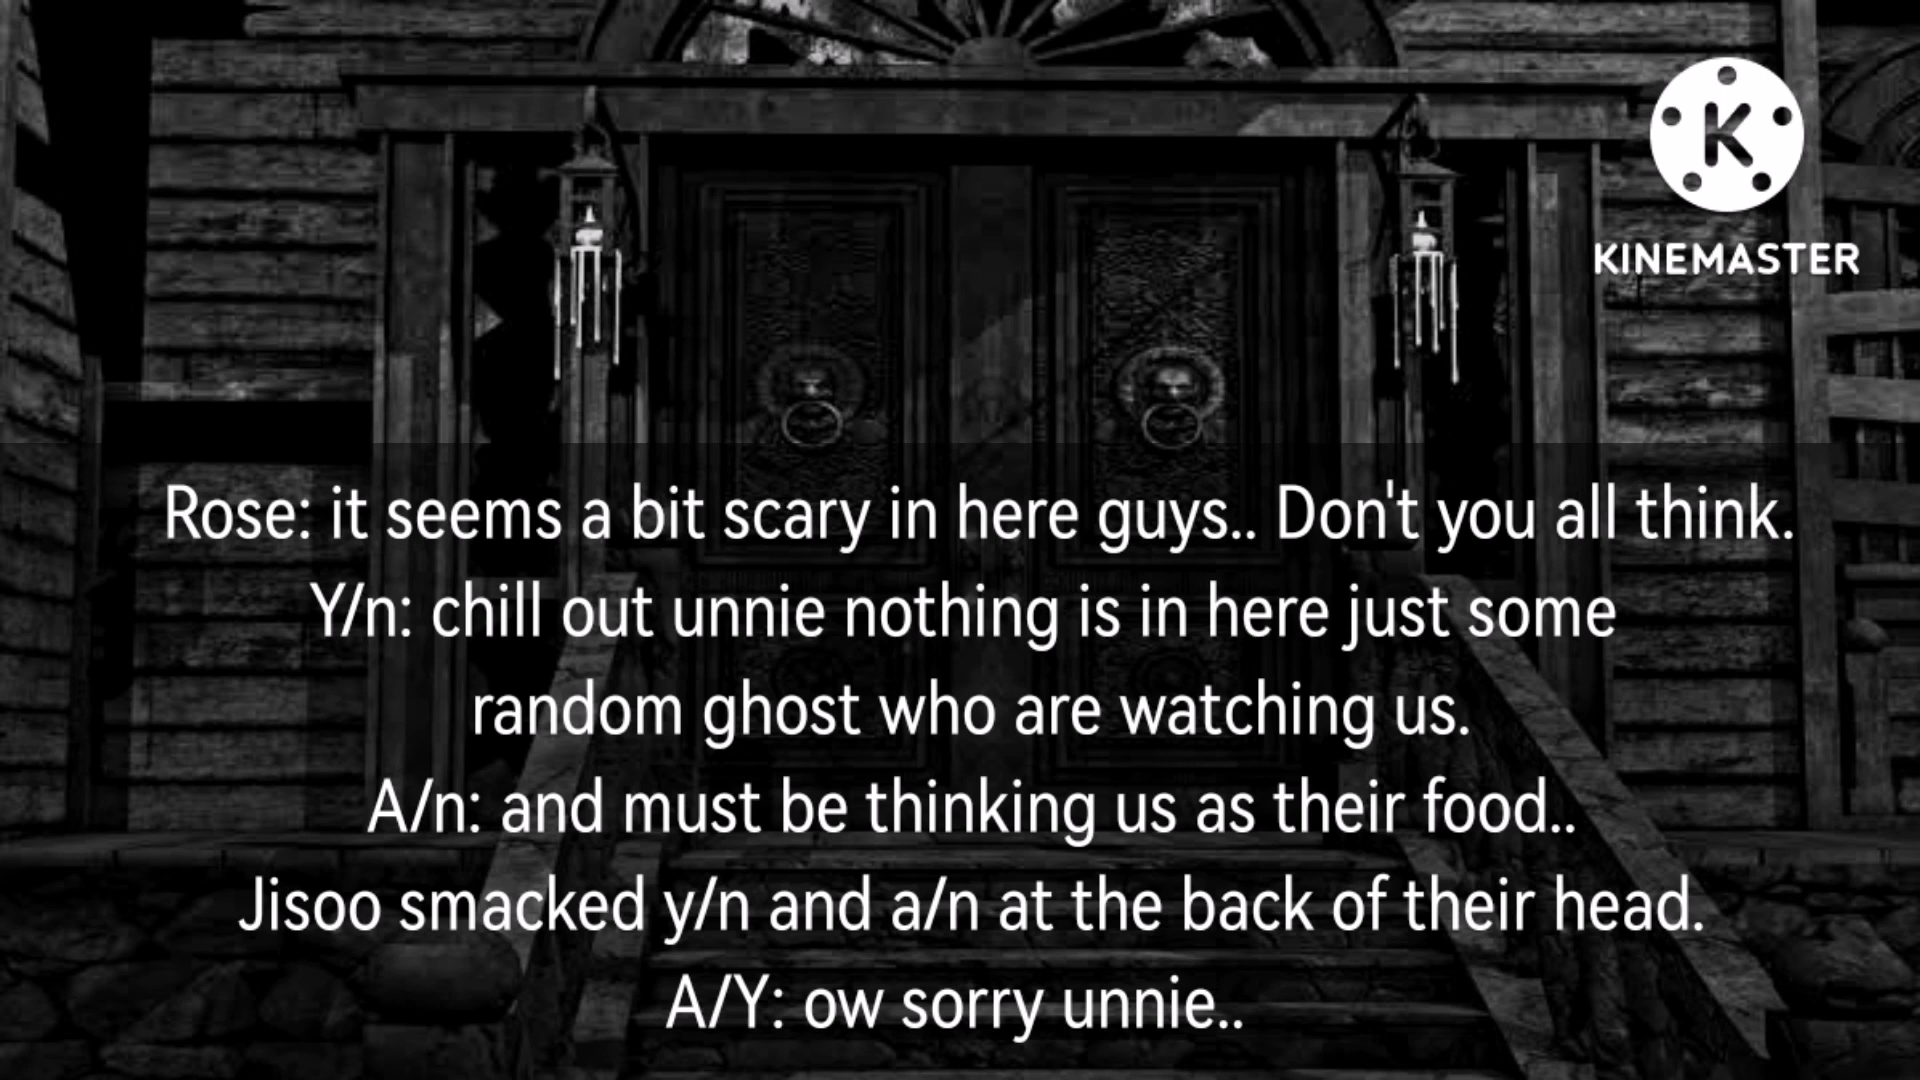 K
KINEMASTER
Rose: it seems a bit scary in here guys.. Don't you all think.
Y/n: chill out unnie nothing is in here just some
random ghost who are watching us.
A/n: and must be thinking us as their food..
Jisoo smacked y/n and a/n at the back of their head.
A/Y: ow sorry unnie..